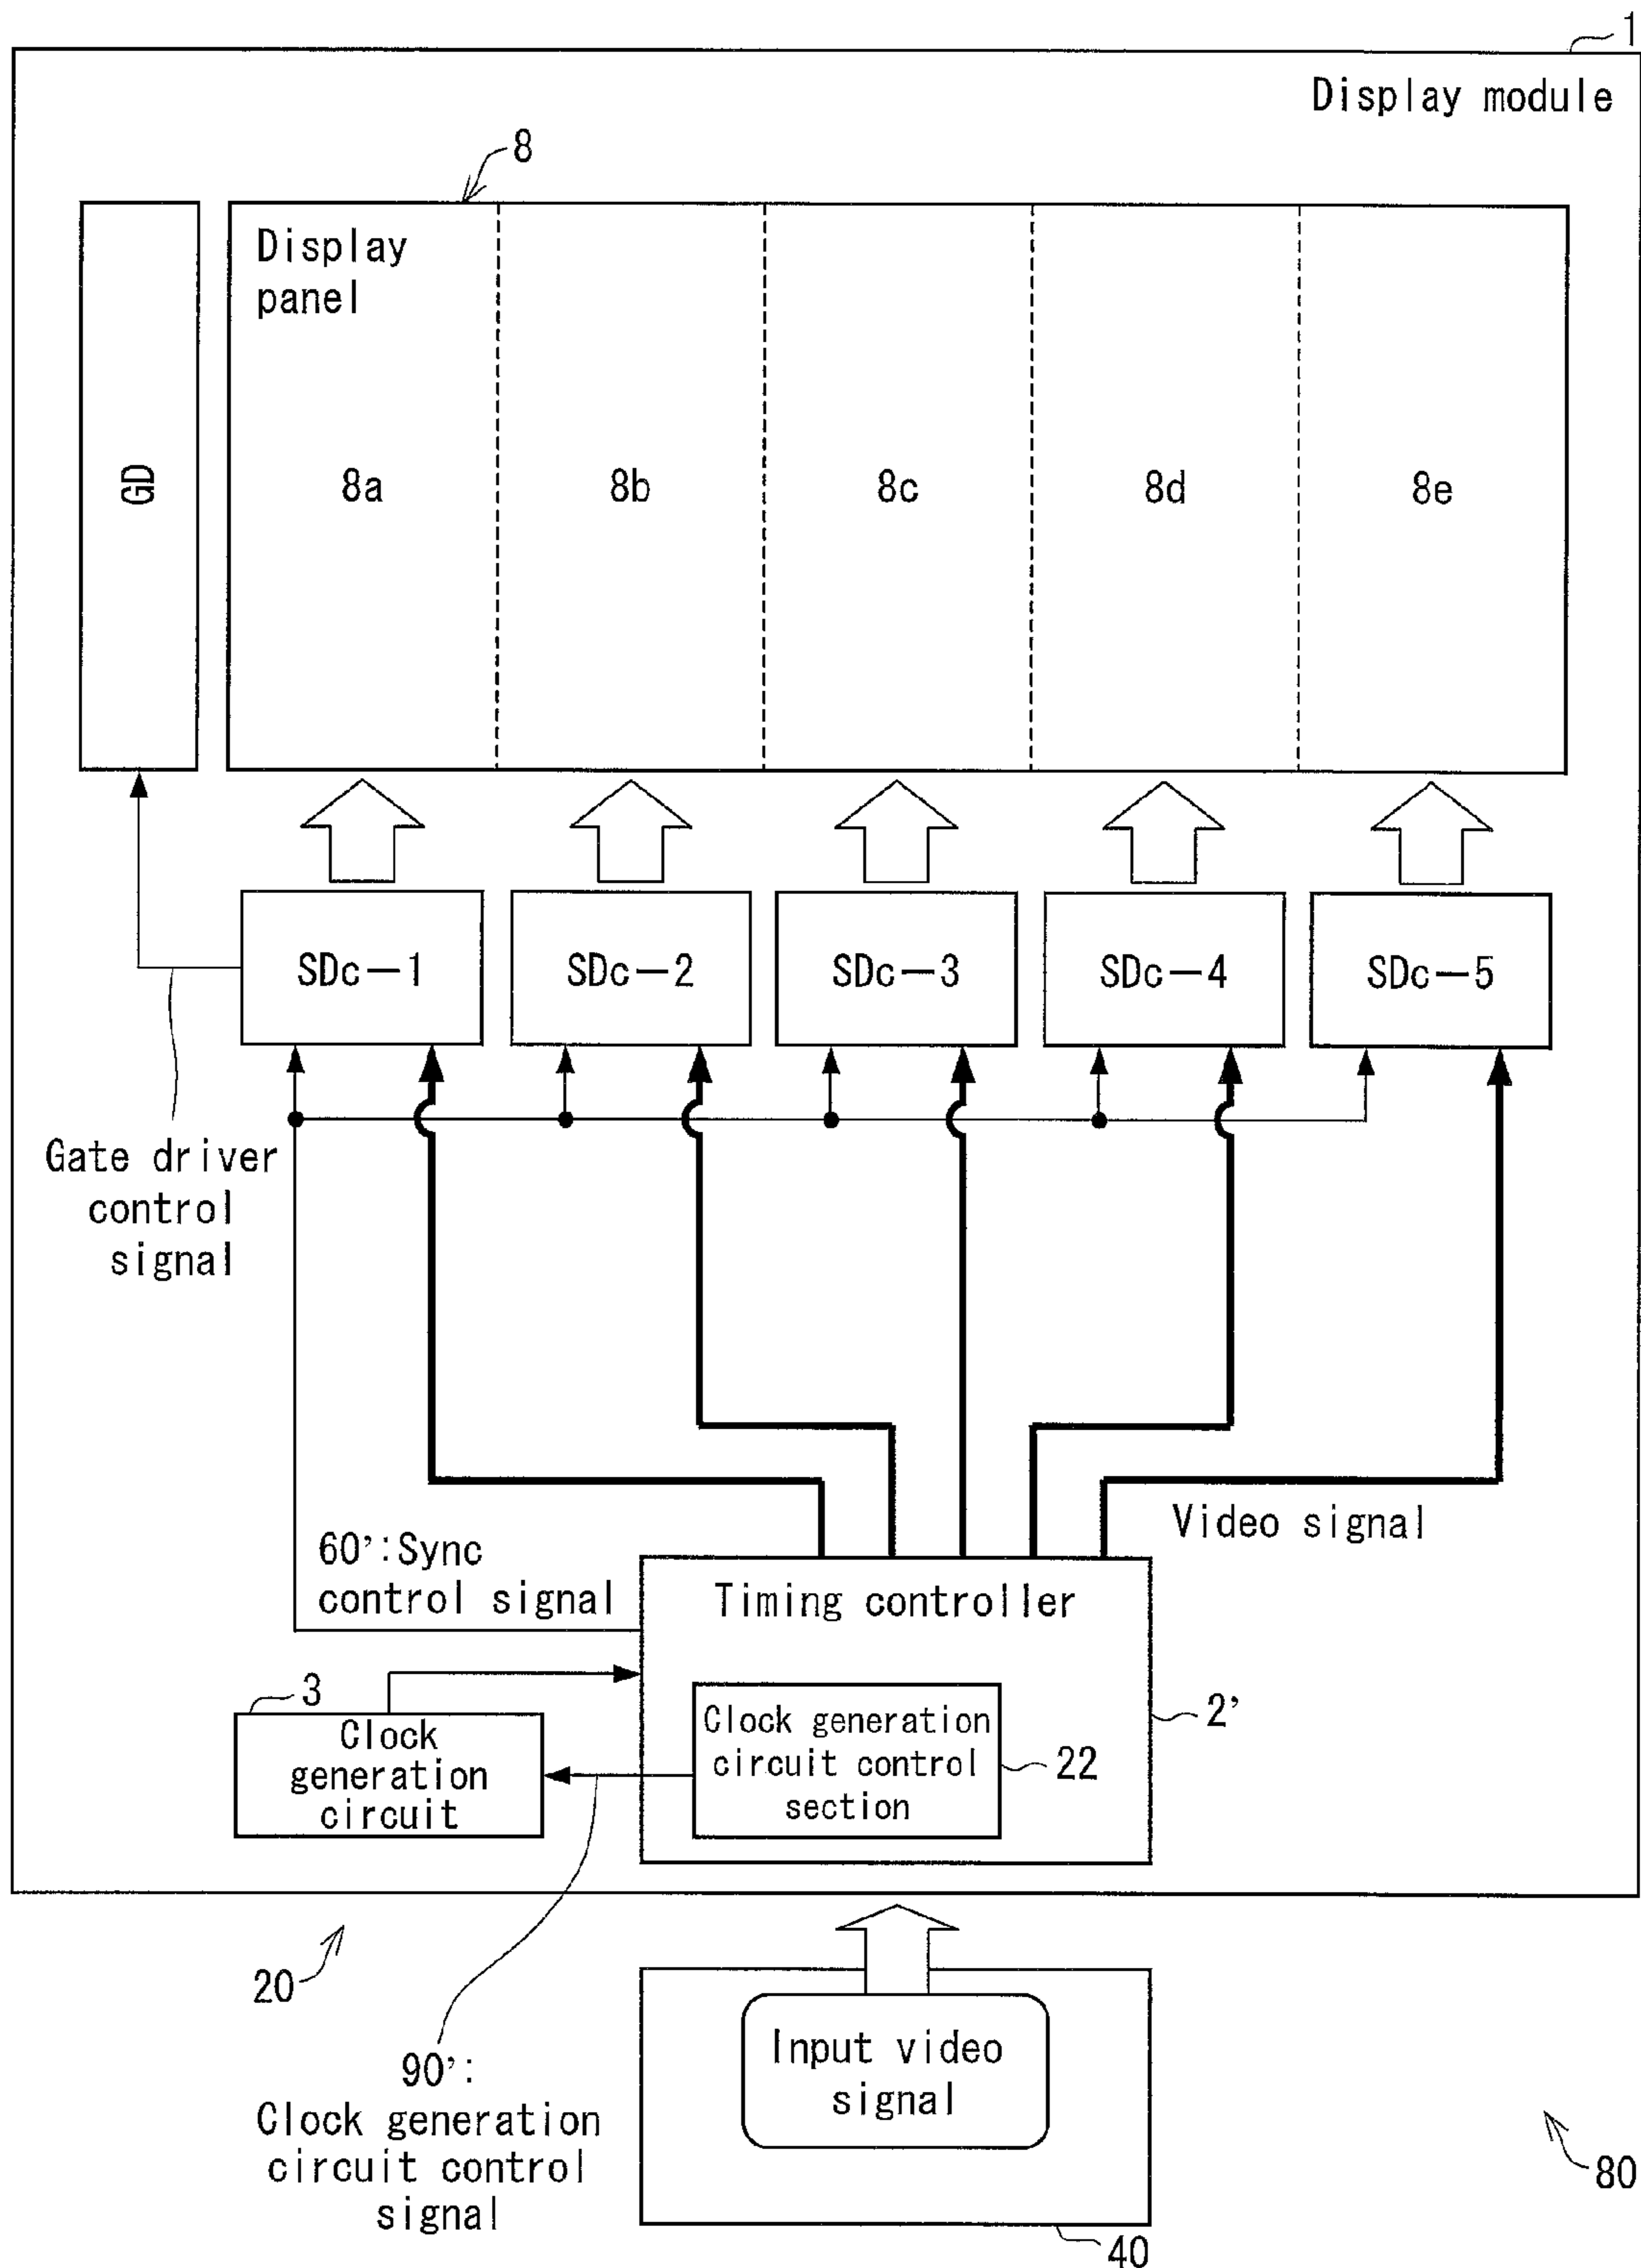 1
Display module
8
Display
panel
GD
8a
8b
8c
8d
8e
SDc—1
SDc—2
SDc—3
SDc—4
SDc—5
Gate driver
control
signal
Video signal
60':Sync
control signal
Timing controller
3
Clock
generation
circuit
Clock generation
circuit control
section
22
2'
20
90':
Clock generation
circuit control
signal
Input video
signal
40
80